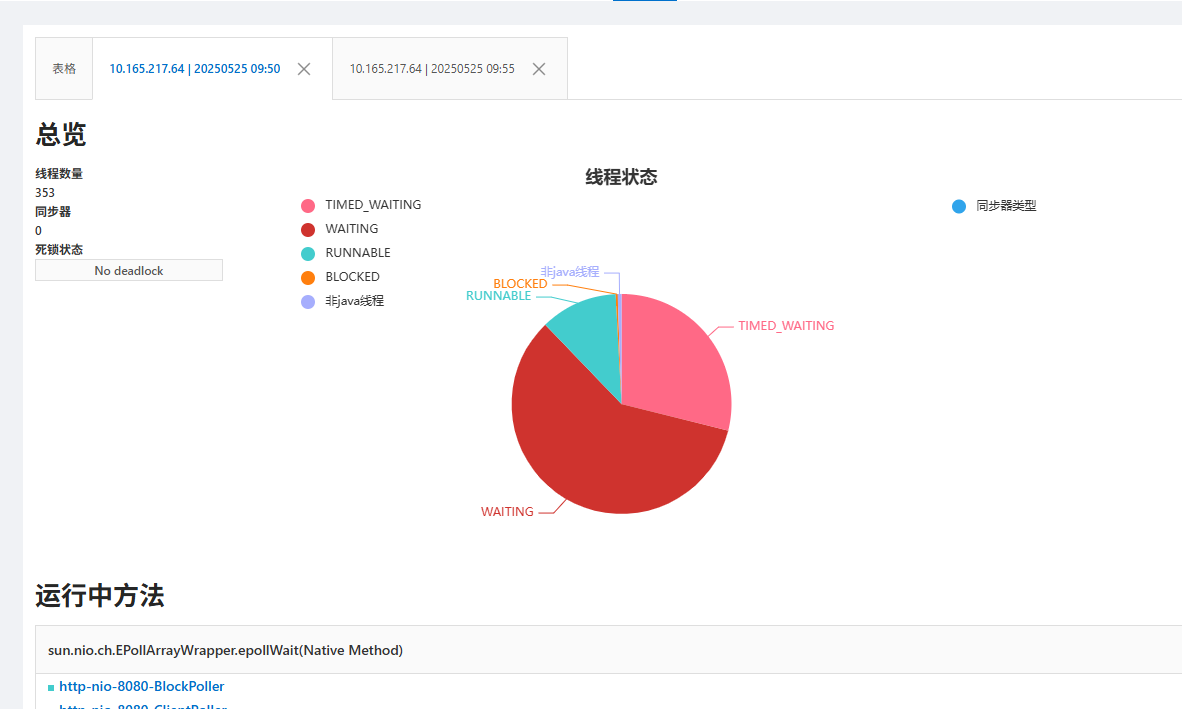 表格
10.165.217.64 | 20250525 09:50
10.165.217.64 | 20250525 09:55
总览
线程数量
353
同步器
0
死锁状态
No deadlock
线程状态
TIMED_WAITING
WAITING
RUNNABLE
BLOCKED
非java线程
同步器类型
非java线程
BLOCKED
RUNNABLE
TIMED_WAITING
WAITING
运行中方法
sun.nio.ch.EPollArrayWrapper.epollWait(Native Method)
http-nio-8080-BlockPoller
http-nio-8080-ClientPoller